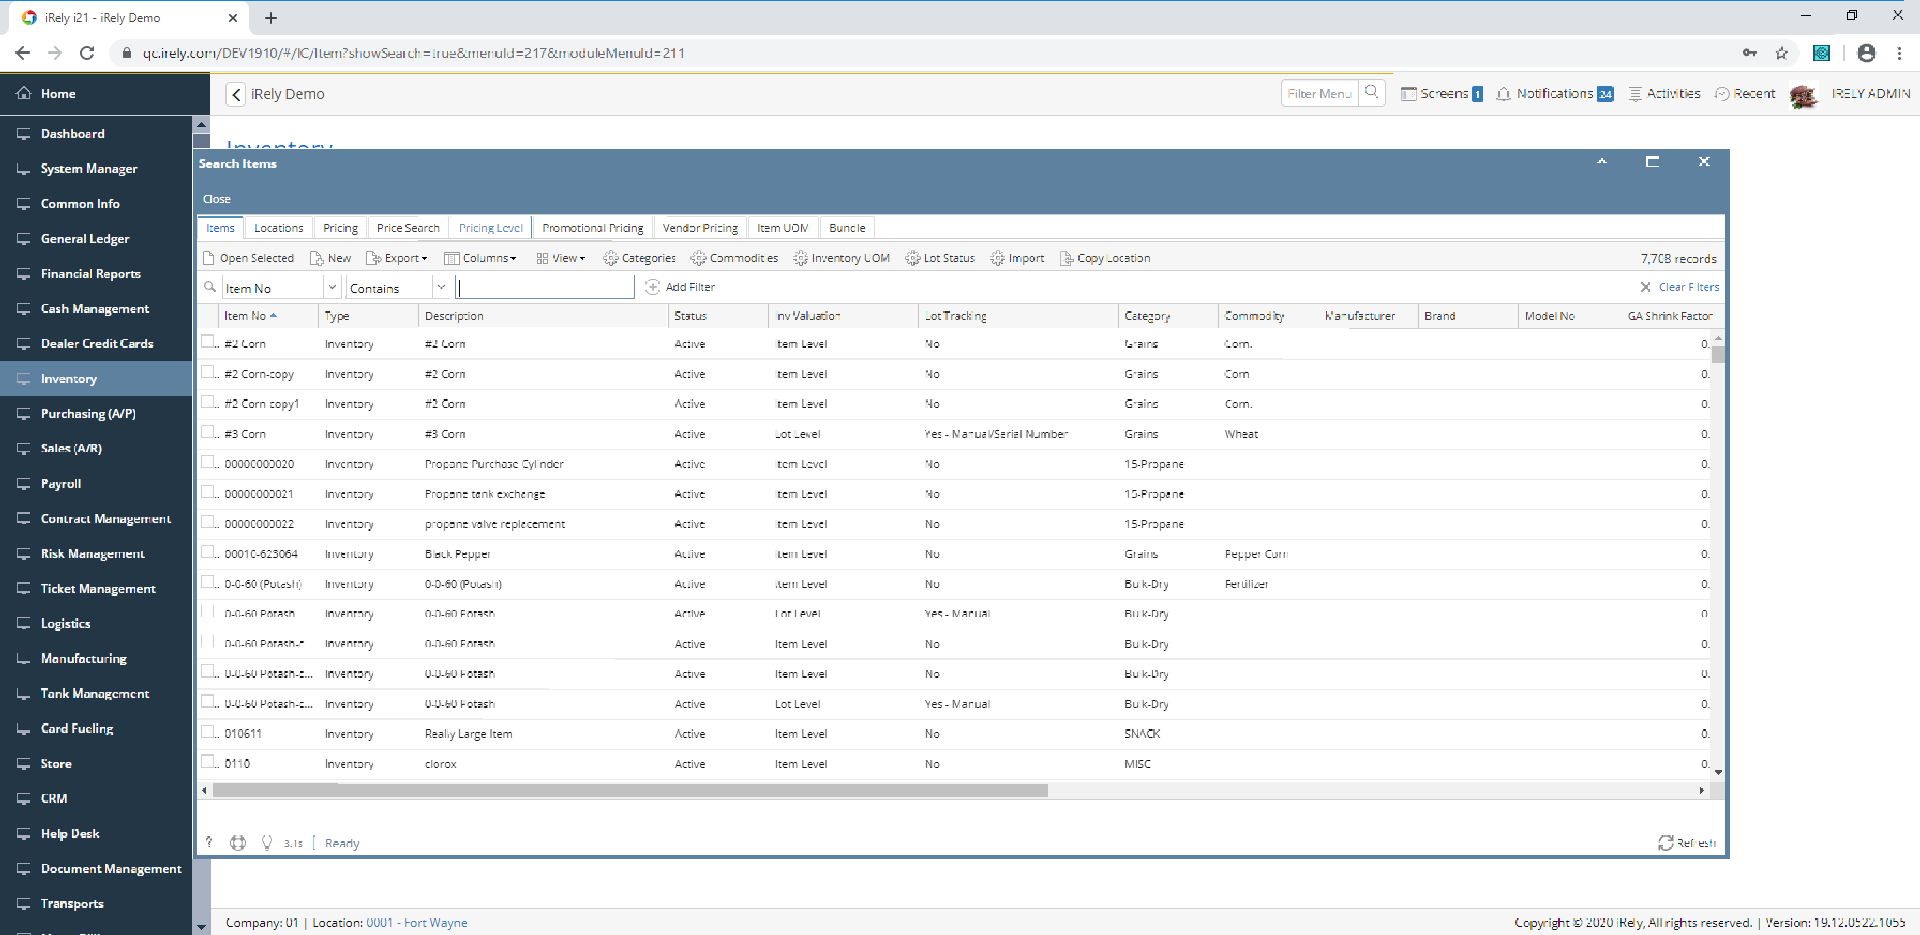 iRely i21 - iRely Demo
qc.irely.com/DEV1910/#/IC/Item?showSearch=true&menuId=217&moduleMenuId=211
Home
iRely Demo
Filter Menu
Screens 1
Notifications 24
Activities
Recent
IRELY ADMIN
Dashboard
System Manager
Common Info
General Ledger
Financial Reports
Cash Management
Dealer Credit Cards
Inventory
Purchasing (A/P)
Sales (A/R)
Payroll
Contract Management
Risk Management
Ticket Management
Logistics
Manufacturing
Tank Management
Card Fueling
Store
CRM
Help Desk
Document Management
Transports
Inventory
Search Items
Close
Items Locations Pricing Price Search Pricing Level Promotional Pricing Vendor Pricing Item UOM Bundle
Open Selected New Export Columns View Categories Commodities Inventory UOM Lot Status Import Copy Location 7,708 records
Item No Contains Add Filter Clear Filters
Item No Type Description Status Inv Valuation Lot Tracking Category Commodity Manufacturer Brand Model No GA Shrink Factor
#2 Corn Inventory #2 Corn Active Item Level No Grains Corn. 0.
#2 Corn-copy Inventory #2 Corn Active Item Level No Grains Corn 0.
#2 Corn copy1 Inventory #2 Corn Active Item Level No Grains Corn. 0.
#3 Corn Inventory #3 Corn Active Lot Level Yes - Manual/Serial Number Grains Wheat 0.
00000000020 Inventory Propane Purchase Cylinder Active Item Level No 15-Propane 0.
00000000021 Inventory Propane tank exchange Active Item Level No 15-Propane 0.
00000000022 Inventory propane valve replacement Active Item Level No 15-Propane 0.
00010-623064 Inventory Black Pepper Active Item Level No Grains Pepper Corn 0.
0-0-60 (Potash) Inventory 0-0-60 (Potash) Active Item Level No Bulk-Dry Fertilizer 0.
0-0-60 Potash Inventory 0-0-60 Potash Active Lot Level Yes - Manual Bulk-Dry 0.
0-0-60 Potash-c Inventory 0-0-60 Potash Active Item Level No Bulk-Dry 0.
0-0-60 Potash-c... Inventory 0-0-60 Potash Active Item Level No Bulk-Dry 0.
0-0-60 Potash-c... Inventory 0-0-60 Potash Active Lot Level Yes - Manual Bulk-Dry 0.
010611 Inventory Really Large Item Active Item Level No SNACK 0.
0110 Inventory clorox Active Item Level No MISC 0.
? 3.1s | Ready
Refresh
Company: 01 | Location: 0001 - Fort Wayne
Copyright © 2020 iRely, All rights reserved. | Version: 19.12.0522.1055